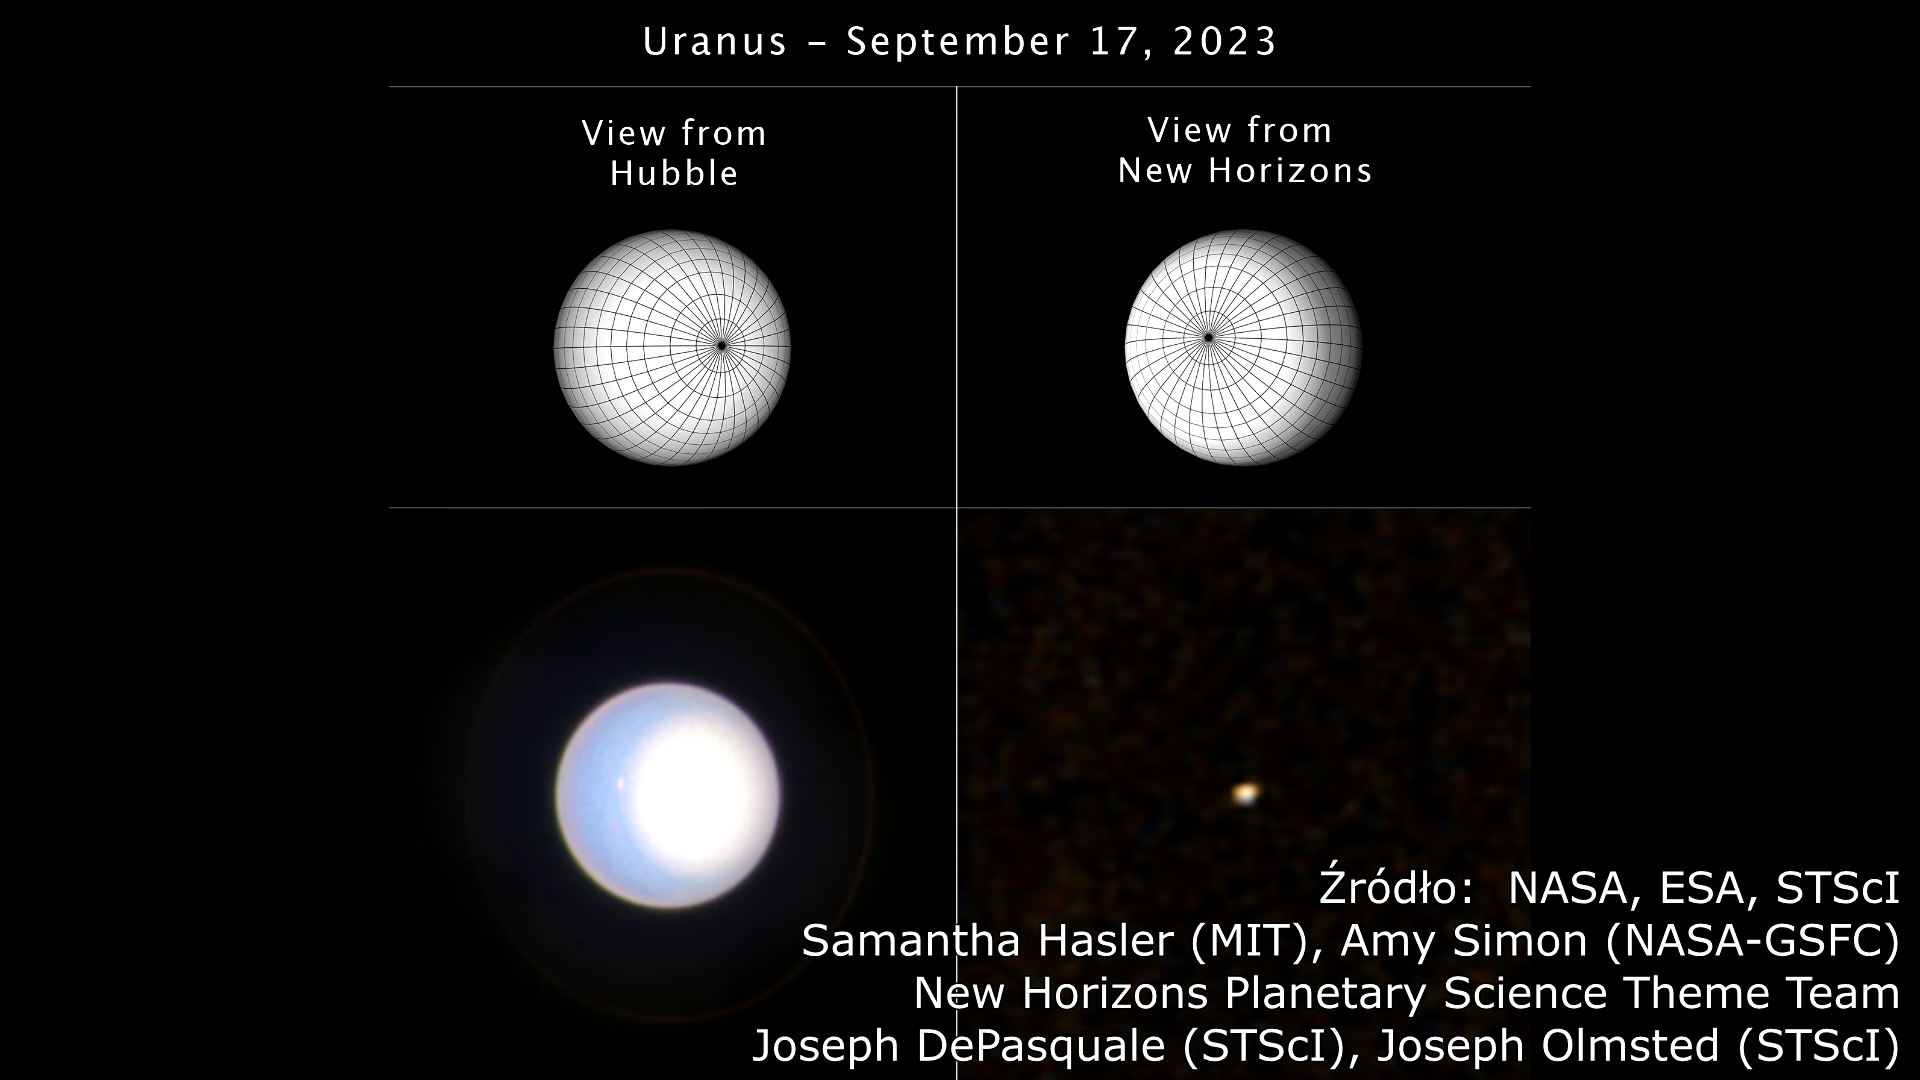 Uranus – September 17, 2023
View from
Hubble
View from
New Horizons
Źródło: NASA, ESA, STScI
Samantha Hasler (MIT), Amy Simon (NASA-GSFC)
New Horizons Planetary Science Theme Team
Joseph DePasquale (STScI), Joseph Olmsted (STScI)